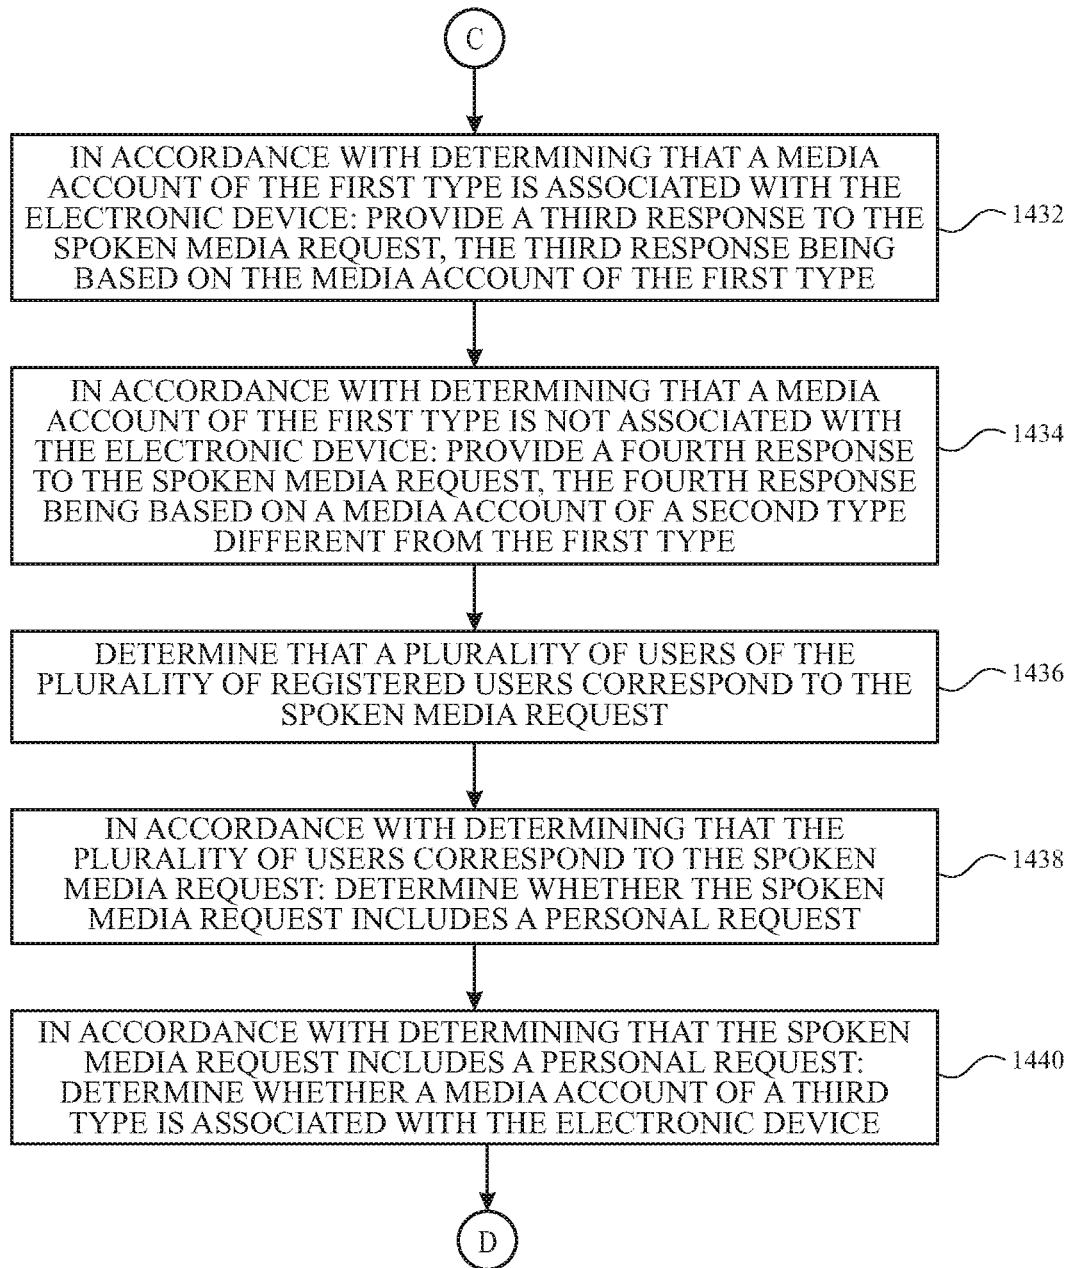 C
IN ACCORDANCE WITH DETERMINING THAT A MEDIA
ACCOUNT OF THE FIRST TYPE IS ASSOCIATED WITH THE
ELECTRONIC DEVICE: PROVIDE A THIRD RESPONSE TO THE
SPOKEN MEDIA REQUEST, THE THIRD RESPONSE BEING
BASED ON THE MEDIA ACCOUNT OF THE FIRST TYPE
1432
IN ACCORDANCE WITH DETERMINING THAT A MEDIA
ACCOUNT OF THE FIRST TYPE IS NOT ASSOCIATED WITH
THE ELECTRONIC DEVICE: PROVIDE A FOURTH RESPONSE
TO THE SPOKEN MEDIA REQUEST, THE FOURTH RESPONSE
BEING BASED ON A MEDIA ACCOUNT OF A SECOND TYPE
DIFFERENT FROM THE FIRST TYPE
1434
DETERMINE THAT A PLURALITY OF USERS OF THE
PLURALITY OF REGISTERED USERS CORRESPOND TO THE
SPOKEN MEDIA REQUEST
1436
IN ACCORDANCE WITH DETERMINING THAT THE
PLURALITY OF USERS CORRESPOND TO THE SPOKEN
MEDIA REQUEST: DETERMINE WHETHER THE SPOKEN
MEDIA REQUEST INCLUDES A PERSONAL REQUEST
1438
IN ACCORDANCE WITH DETERMINING THAT THE SPOKEN
MEDIA REQUEST INCLUDES A PERSONAL REQUEST:
DETERMINE WHETHER A MEDIA ACCOUNT OF A THIRD
TYPE IS ASSOCIATED WITH THE ELECTRONIC DEVICE
1440
D